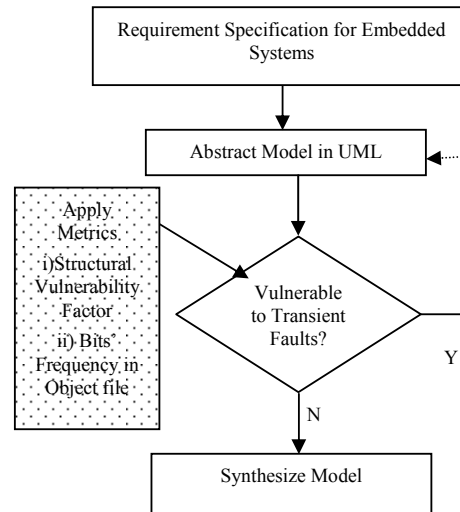 Requirement Specification for Embedded
Systems
Abstract Model in UML
Apply
Metrics
i)Structural
Vulnerability
Factor
ii) Bits’
Frequency in
Object file
Vulnerable
to Transient
Faults?
Y
N
Synthesize Model